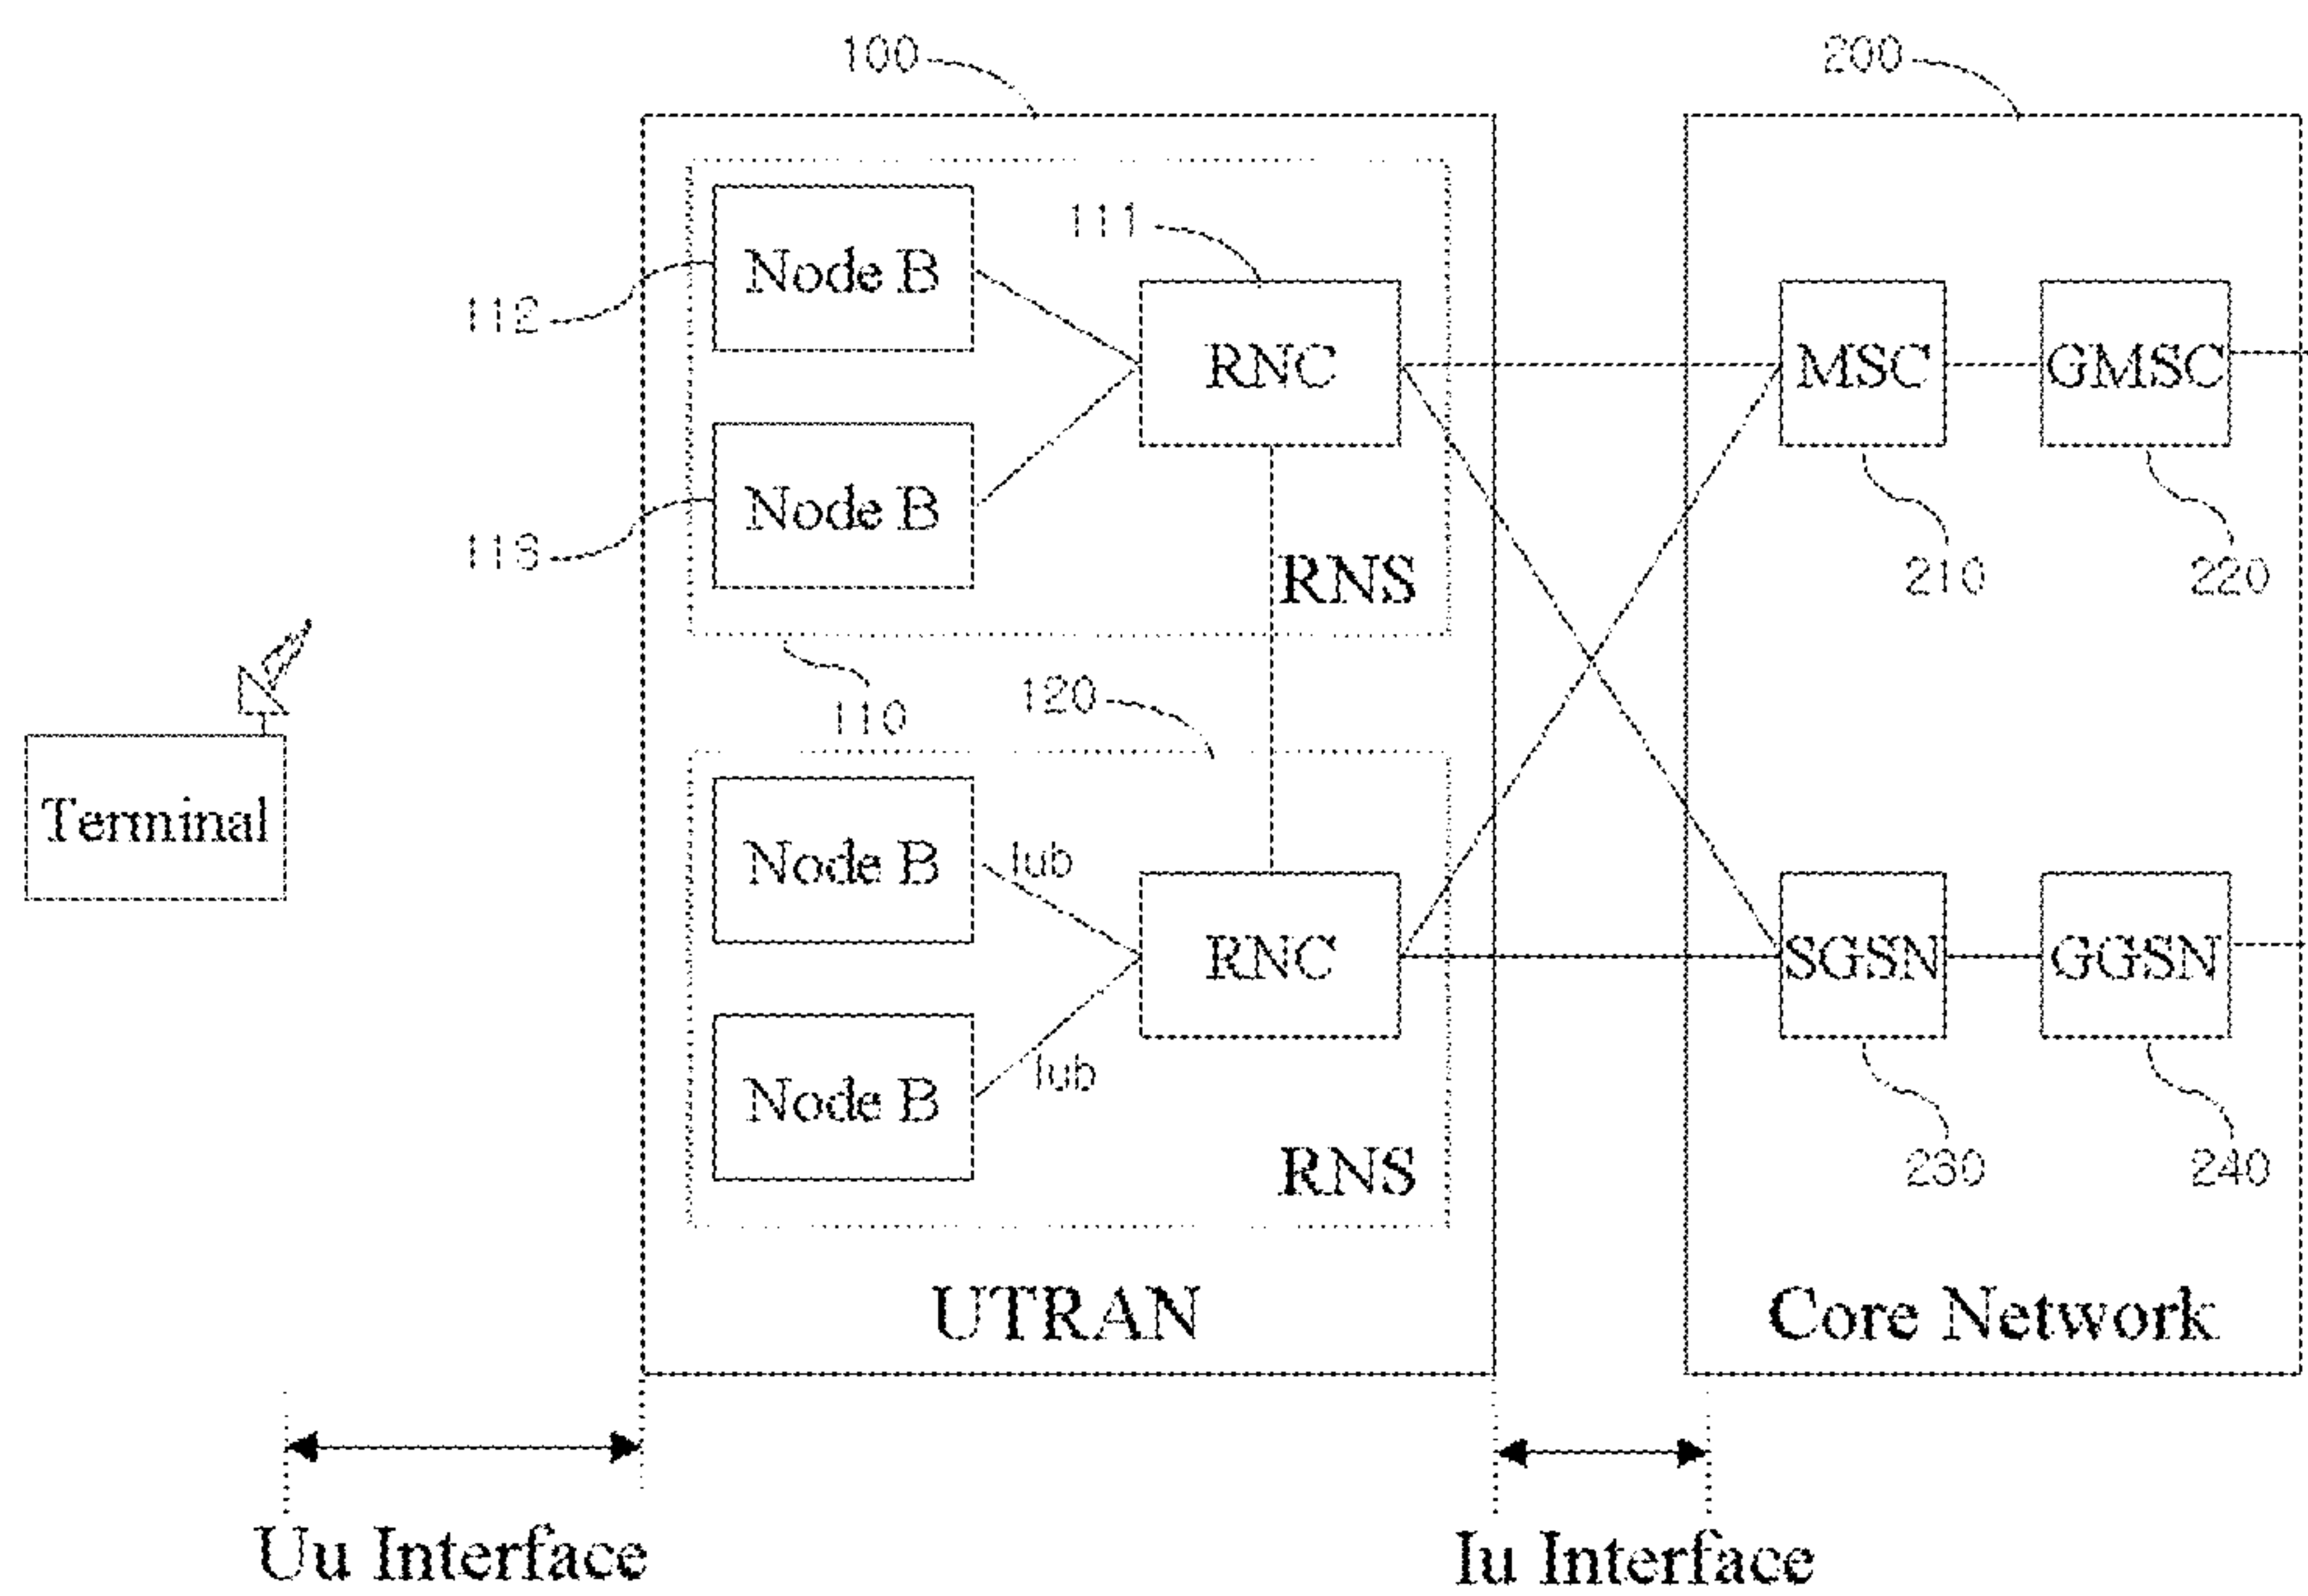 100
200
Node B
111
112
RNC
MSC
GMSC
Node B
113
RNS
210
220
110
120
Terminal
Node B
Iub
RNC
SGSN
GGSN
Node B
Iub
RNS
230
240
UTRAN
Core Network
Uu Interface
Iu Interface